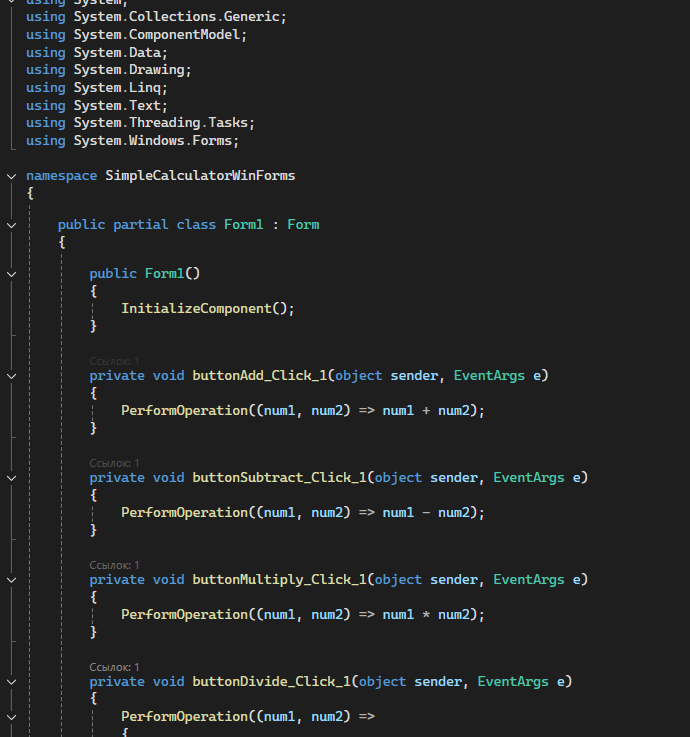 using System;
using System.Collections.Generic;
using System.ComponentModel;
using System.Data;
using System.Drawing;
using System.Linq;
using System.Text;
using System.Threading.Tasks;
using System.Windows.Forms;
namespace SimpleCalculatorWinForms
{
public partial class Form1 : Form
{
public Form1()
{
InitializeComponent();
}
Ссылок: 1
private void buttonAdd_Click_1(object sender, EventArgs e)
{
PerformOperation((num1, num2) => num1 + num2);
}
Ссылок: 1
private void buttonSubtract_Click_1(object sender, EventArgs e)
{
PerformOperation((num1, num2) => num1 - num2);
}
Ссылок: 1
private void buttonMultiply_Click_1(object sender, EventArgs e)
{
PerformOperation((num1, num2) => num1 * num2);
}
Ссылок: 1
private void buttonDivide_Click_1(object sender, EventArgs e)
{
PerformOperation((num1, num2) =>
{